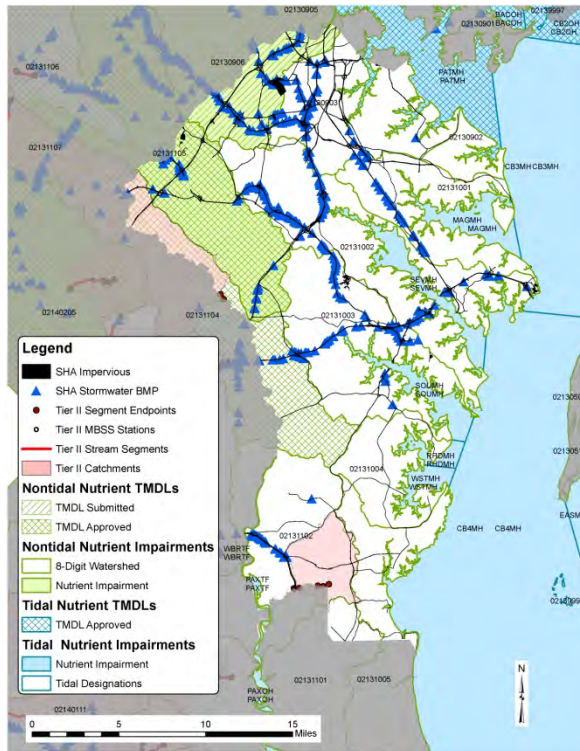 02130905
02139997
BACOH
BACOH
02130901
CB2OH
CB2OH
02130906
02131106
PATMH
PATMH
02130903
02130902
02131107
02131105
CB3MH CB3MH
02131001
MAGMH
MAGMH
02131002
SEVMH
SEVMH
02140205
02131104
02131003
Legend
SHA Impervious
SHA Stormwater BMP
Tier II Segment Endpoints
Tier II MBSS Stations
Tier II Stream Segments
Tier II Catchments
Nontidal Nutrient TMDLs
TMDL Submitted
TMDL Approved
Nontidal Nutrient Impairments
8-Digit Watershed
Nutrient Impairment
Tidal Nutrient TMDLs
TMDL Approved
Tidal Nutrient Impairments
Nutrient Impairment
Tidal Designations
SOUMH
SOUMH
RHDMH
RHDMH
02131004
WSTMH
WSTMH
CB4MH CB4MH
EASM
02131102
WBRTF
WBRTF
PAXTF
PAXTF
02131101
02131005
PAXOH
PAXOH
02140111
N
0 5 10 15
Miles